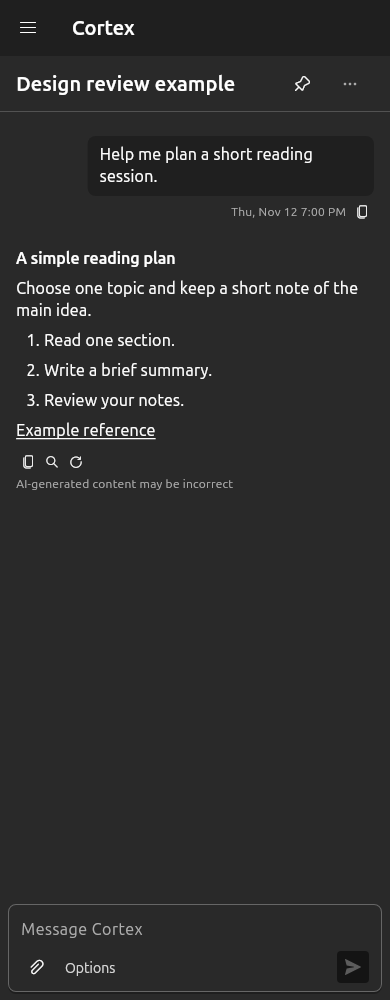 Cortex
Design review example
Help me plan a short reading
session.
Thu, Nov 12 7:00 PM
A simple reading plan
Choose one topic and keep a short note of the
main idea.
1. Read one section.
2. Write a brief summary.
3. Review your notes.
Example reference
AI-generated content may be incorrect
Message Cortex
Options